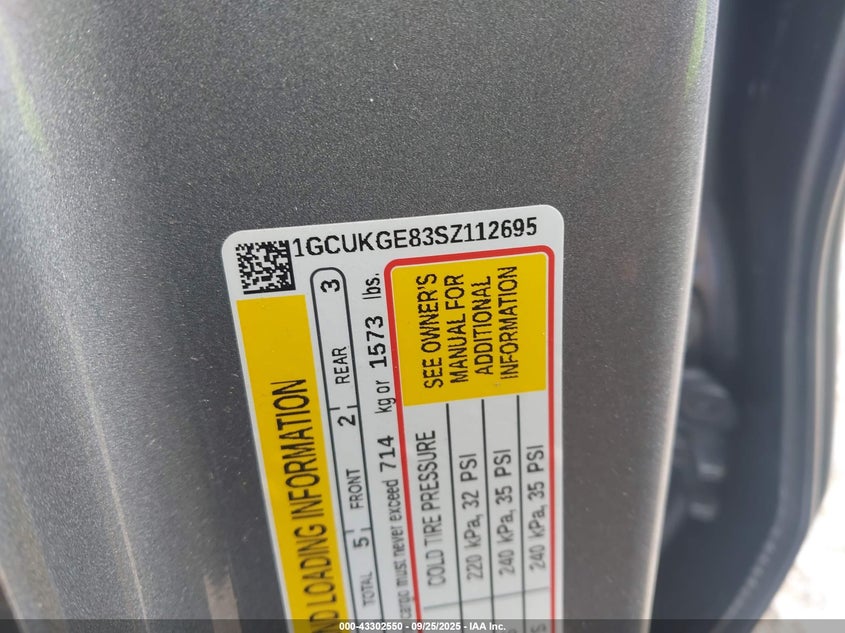 1GCUKGE83SZ112695
ND LOADING INFORMATION
TOTAL 5 FRONT 2 REAR 3
cargo must never exceed 714 kg or 1573 lbs.
COLD TIRE PRESSURE
SEE OWNER'S
MANUAL FOR
ADDITIONAL
INFORMATION
220 kPa, 32 PSI
240 kPa, 35 PSI
240 kPa, 35 PSI
000-43302550 - 09/25/2025 - IAA Inc.